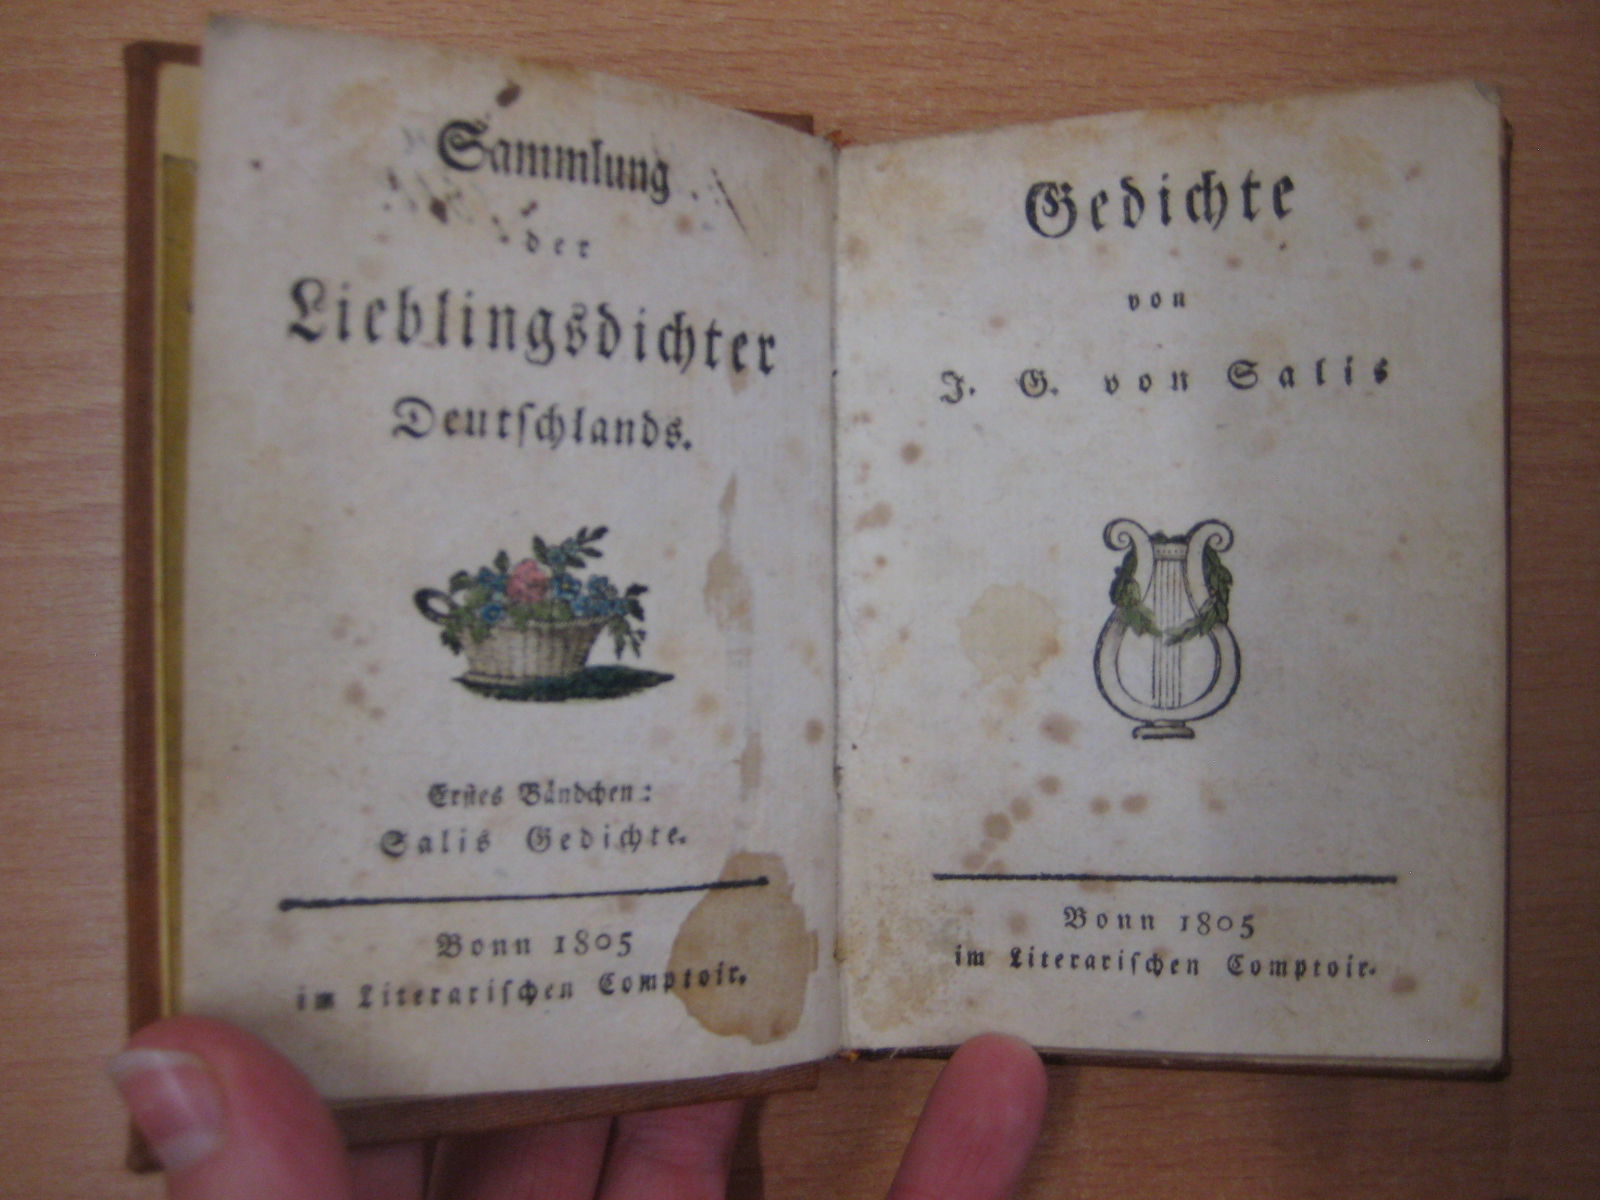 Sammlung
der
Lieblingsdichter
Deutſchlands.
Erſtes Bändchen:
Salis Gedichte.
Bonn 1805
im Literariſchen Comptoir.
Gedichte
von
J. G. von Salis
Bonn 1805
im Literariſchen Comptoir.